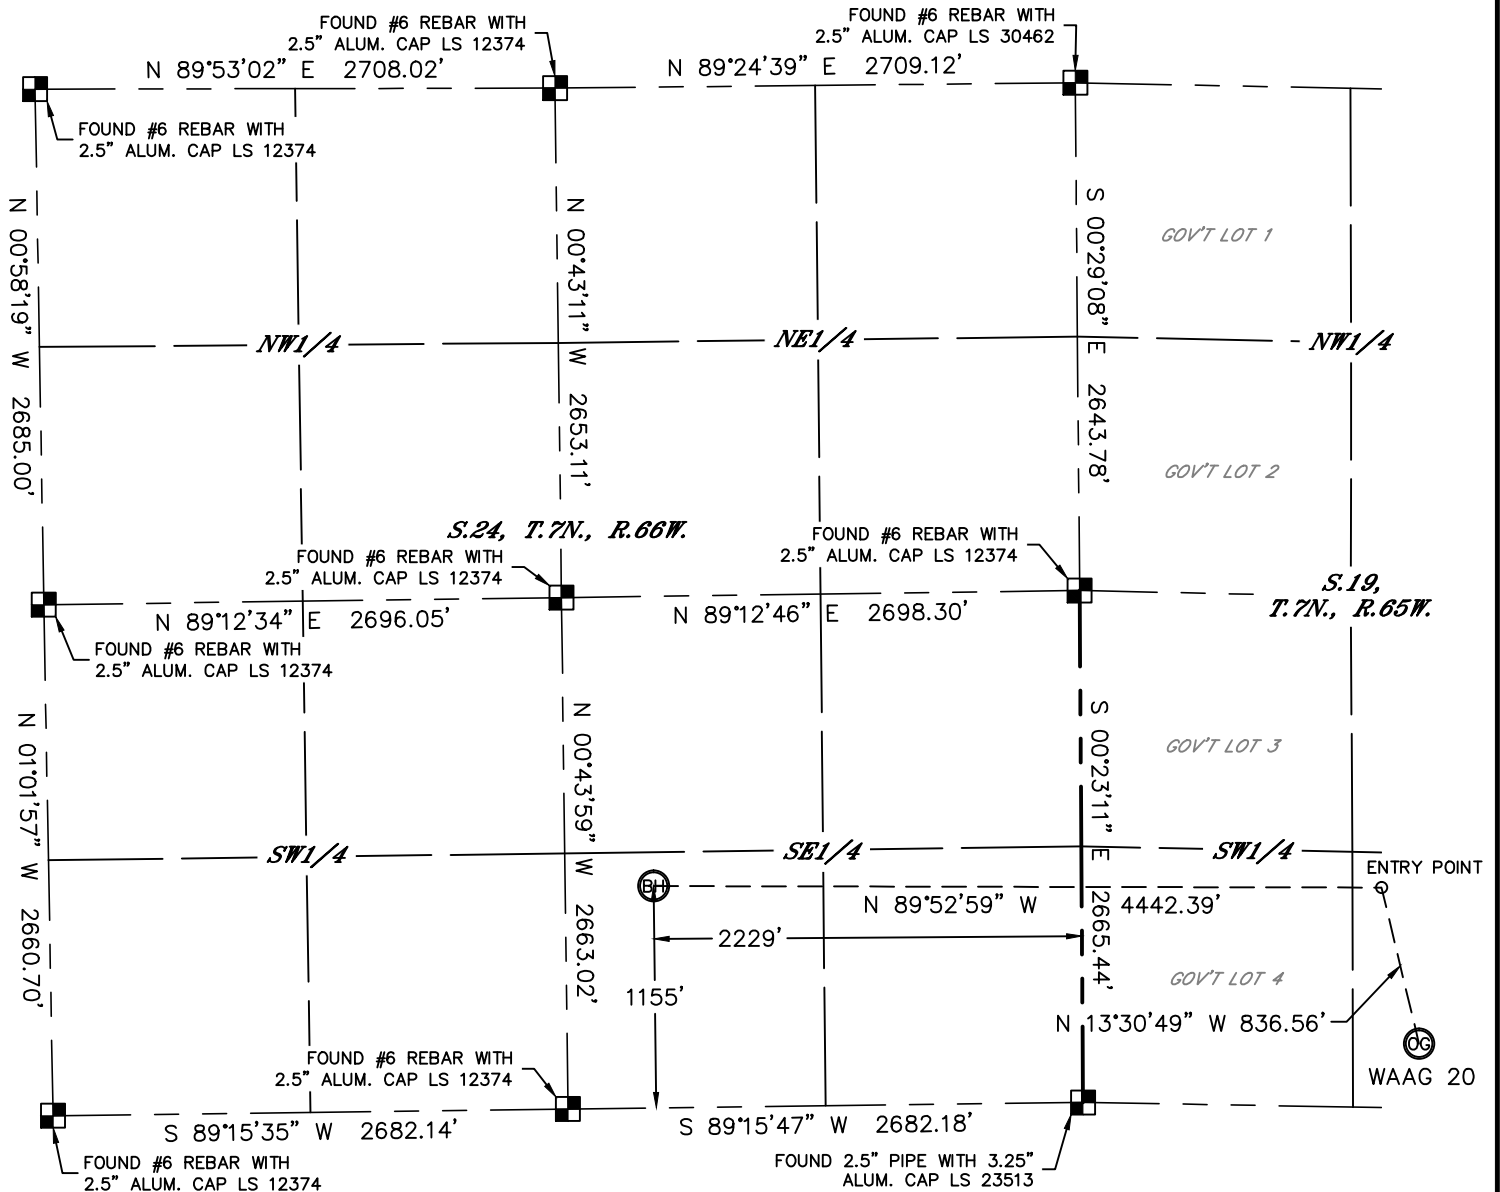 FOUND #6 REBAR WITH
2.5" ALUM. CAP LS 12374
FOUND #6 REBAR WITH
2.5" ALUM. CAP LS 30462
N 89°53'02" E 2708.02'
N 89°24'39" E 2709.12'
FOUND #6 REBAR WITH
2.5" ALUM. CAP LS 12374
N 00°58'19" W 2685.00'
N 00°43'11" W 2653.11'
S 00°29'08" E 2643.78'
GOV'T LOT 1
NW1/4
NE1/4
NW1/4
GOV'T LOT 2
S.24, T.7N., R.66W.
FOUND #6 REBAR WITH
2.5" ALUM. CAP LS 12374
FOUND #6 REBAR WITH
2.5" ALUM. CAP LS 12374
S.19,
T.7N., R.65W.
N 89°12'34" E 2696.05'
N 89°12'46" E 2698.30'
FOUND #6 REBAR WITH
2.5" ALUM. CAP LS 12374
N 01°01'57" W 2660.70'
N 00°43'59" W 2663.02'
S 00°23'11" E 2665.44'
GOV'T LOT 3
SW1/4
SE1/4
SW1/4
ENTRY POINT
BH
N 89°52'59" W 4442.39'
2229'
1155'
GOV'T LOT 4
N 13°30'49" W 836.56'
OG
WAAG 20
FOUND #6 REBAR WITH
2.5" ALUM. CAP LS 12374
S 89°15'35" W 2682.14'
S 89°15'47" W 2682.18'
FOUND #6 REBAR WITH
2.5" ALUM. CAP LS 12374
FOUND 2.5" PIPE WITH 3.25"
ALUM. CAP LS 23513